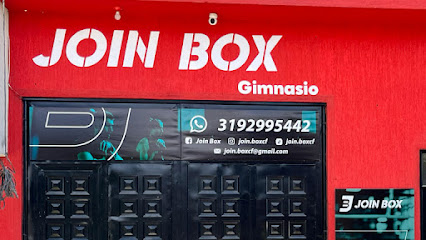 JOIN BOX
Gimnasio
3192995442
Join Box join.boxcf join.boxcf
join.boxcf@gmail.com
JOIN BOX